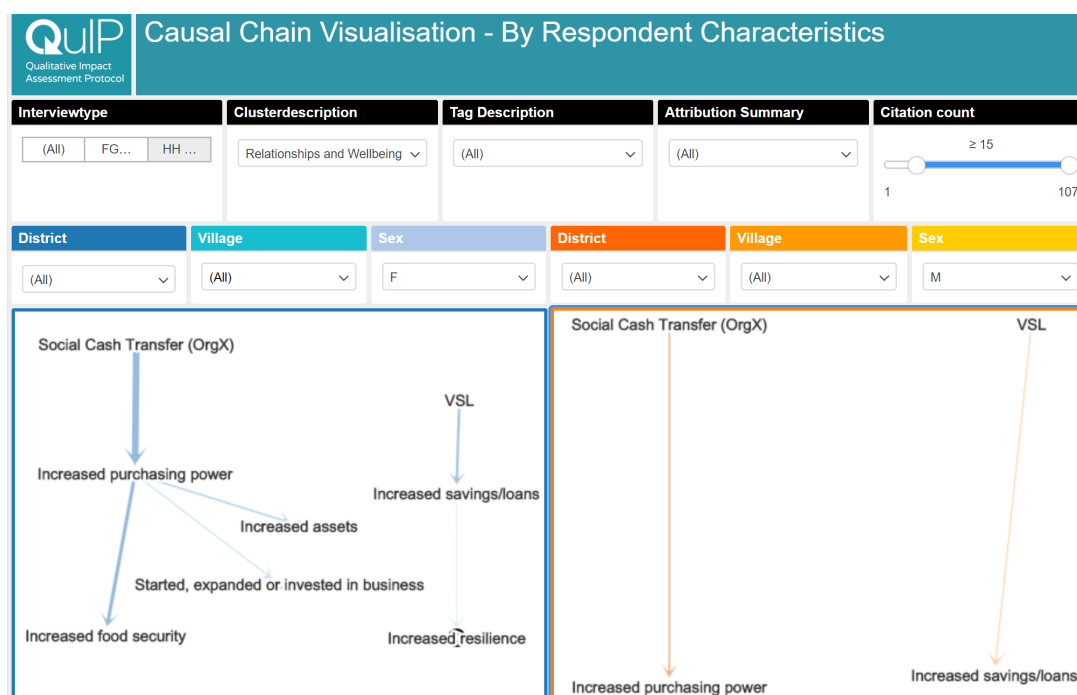 QuIP
Qualitative Impact
Assessment Protocol
Causal Chain Visualisation - By Respondent Characteristics
Interviewtype
Clusterdescription
Tag Description
Attribution Summary
Citation count
(All)
FG...
HH ...
Relationships and Wellbeing
(All)
(All)
≥ 15
1
107
District
Village
Sex
District
Village
Sex
(All)
(All)
F
(All)
(All)
M
Social Cash Transfer (OrgX)
VSL
Increased purchasing power
Increased savings/loans
Increased assets
Started, expanded or invested in business
Increased food security
Increased resilience
Social Cash Transfer (OrgX)
VSL
Increased savings/loans
Increased purchasing power